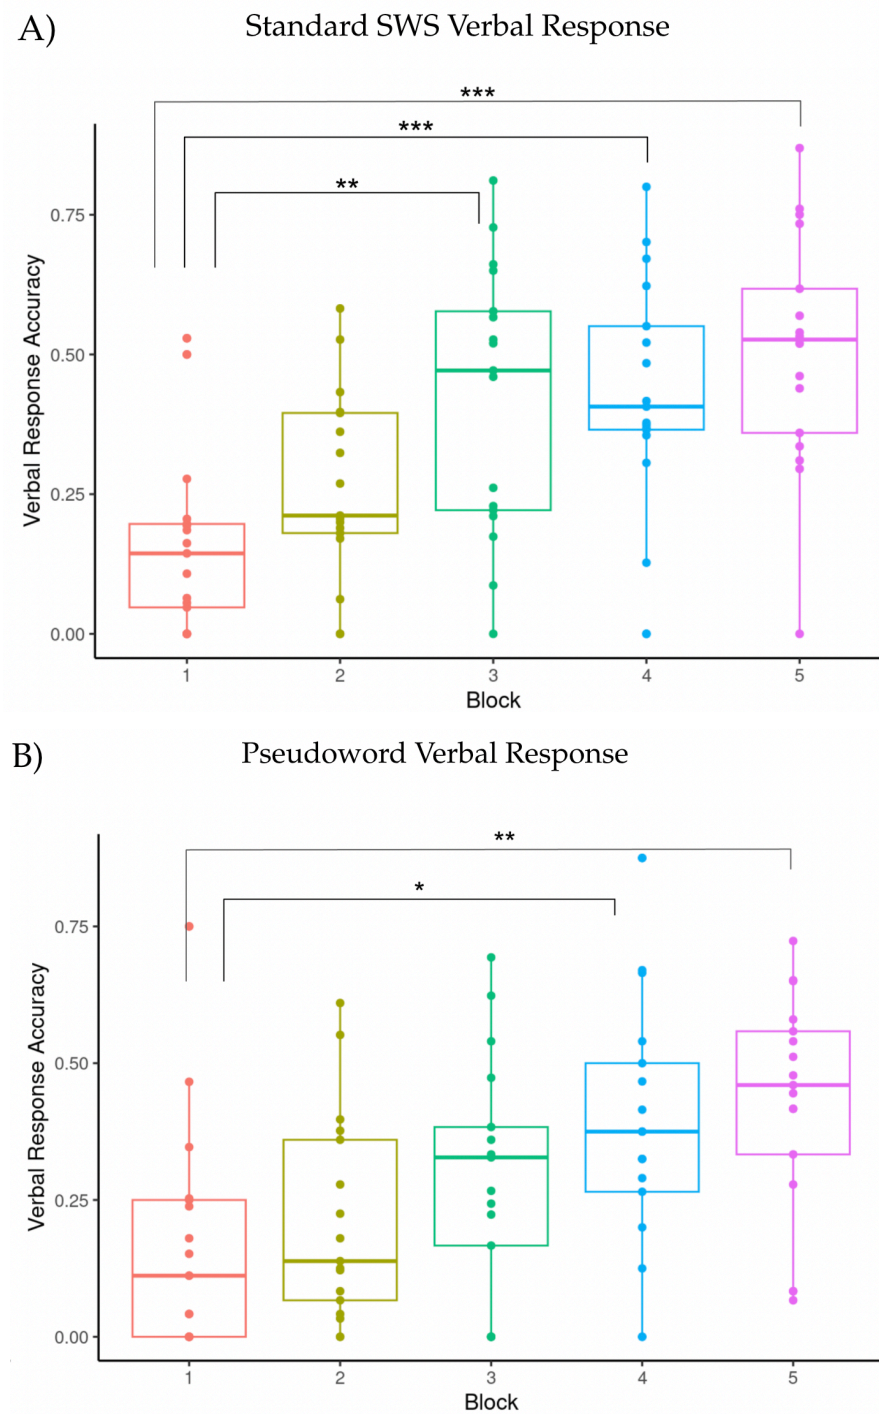 A)
Standard SWS Verbal Response
***
***
**
0.75
0.50
0.25
0.00
Verbal Response Accuracy
1 2 3 4 5
Block
B)
Pseudoword Verbal Response
**
*
0.75
0.50
0.25
0.00
Verbal Response Accuracy
1 2 3 4 5
Block